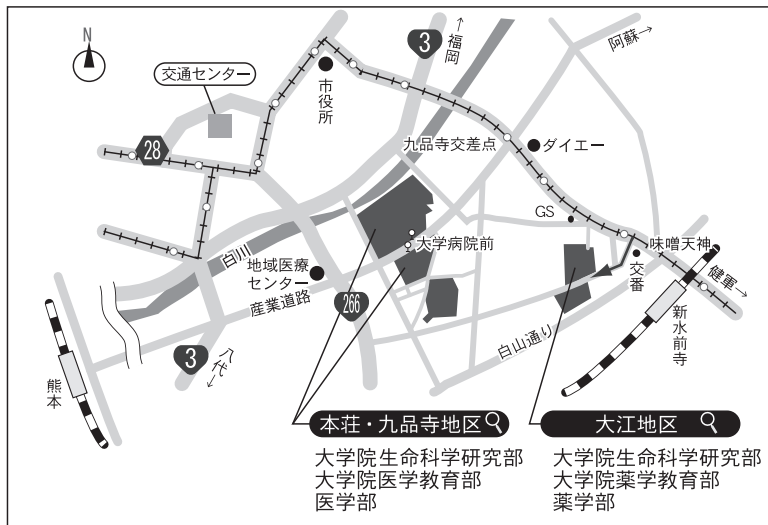 N
交通センター
市役所
3
↑福岡
阿蘇→
28
九品寺交差点
ダイエー
GS
白川
大学病院前
味噌天神
地域医療
センター
交番
健軍→
産業道路
266
新水前寺
白山通り
3
八代↓
熊本
本荘・九品寺地区
大江地区
大学院生命科学研究部
大学院医学教育部
医学部
大学院生命科学研究部
大学院薬学教育部
薬学部